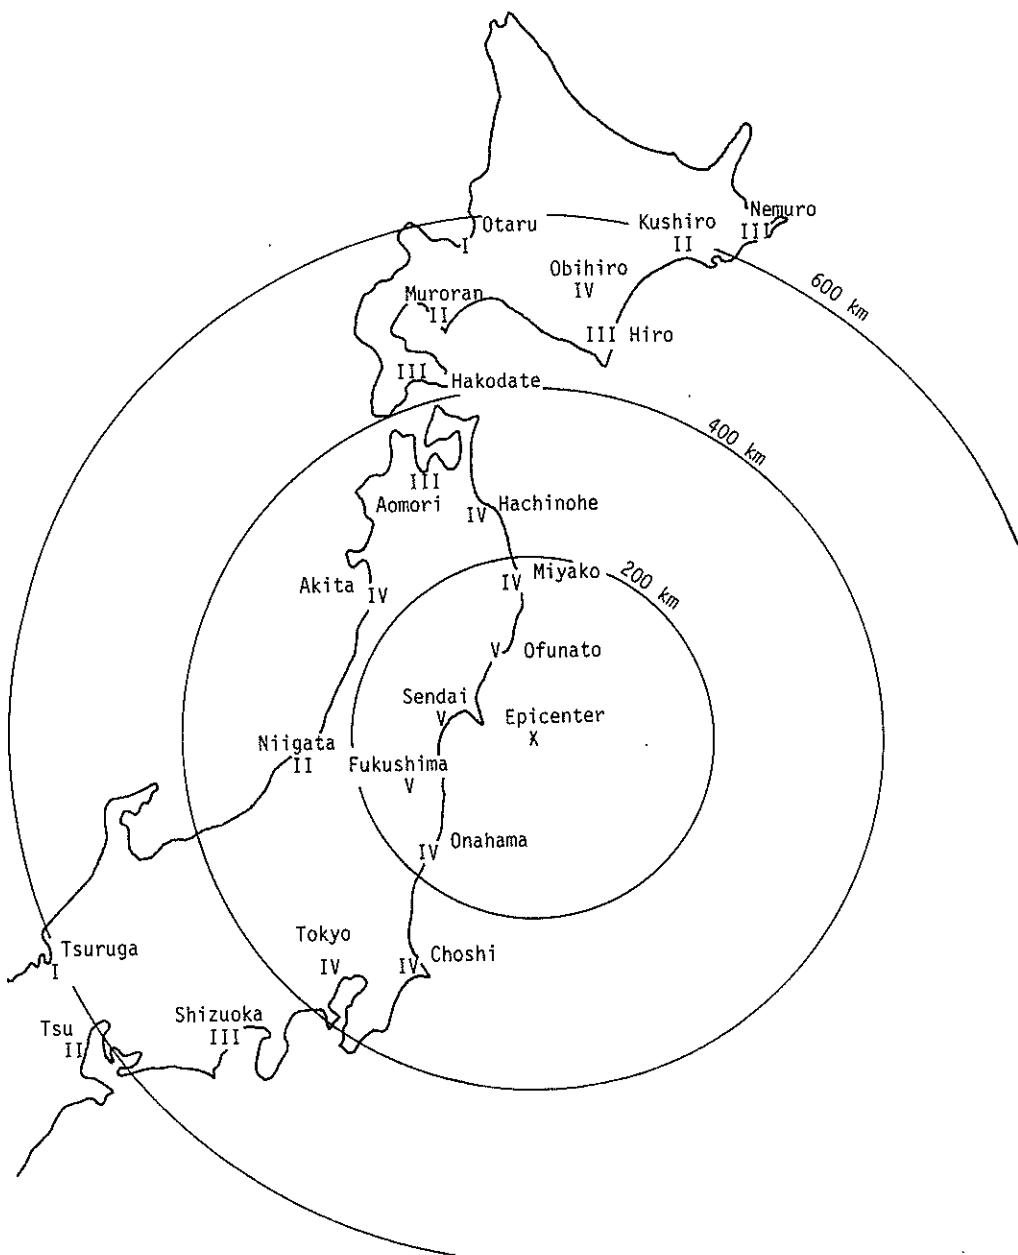 Otaru
I
Kushiro
II
Nemuro
III
Obihiro
IV
600 km
Muroran
II
III Hiro
III
Hakodate
400 km
III
Aomori
IV
Hachinohe
Akita
IV
IV
Miyako
200 km
V
Ofunato
Sendai
V
Epicenter
X
Niigata
II
Fukushima
V
IV
Onahama
Tsuruga
I
Tokyo
IV
IV
Choshi
Tsu
II
Shizuoka
III